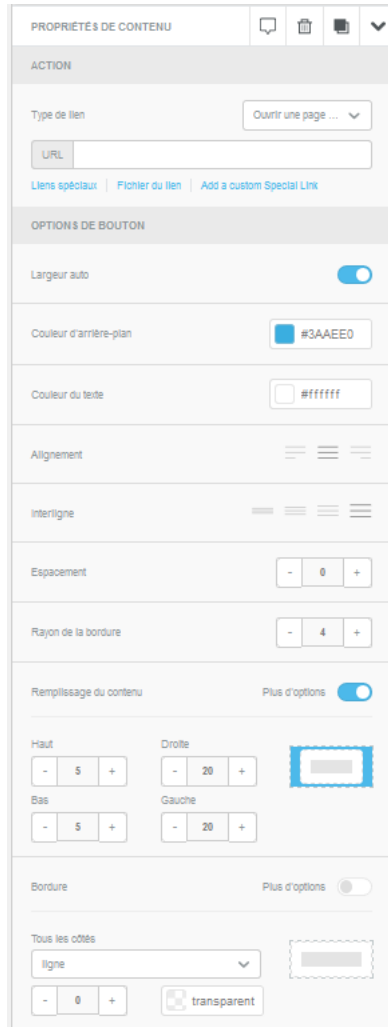 PROPRIÉTÉS DE CONTENU
ACTION
Type de lien
Ouvrir une page ...
URL
Liens spéciaux | Fichier du lien | Add a custom Special Link
OPTIONS DE BOUTON
Largeur auto
Couleur d'arrière-plan
#3AAEE0
Couleur du texte
#ffffff
Alignement
Interligne
Espacement
- 0 +
Rayon de la bordure
- 4 +
Remplissage du contenu
Plus d'options
Haut
Droite
- 5 +
- 20 +
Bas
Gauche
- 5 +
- 20 +
Bordure
Plus d'options
Tous les côtés
ligne
- 0 +
transparent